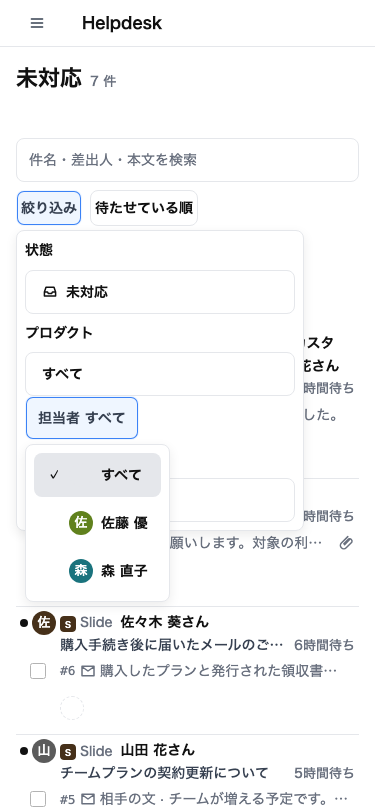 Helpdesk
未対応 7 件
件名・差出人・本文を検索
絞り込み 待たせている順
状態
未対応
プロダクト
カスタ
すべて
花さん
時間待ち
担当者 すべて
した。
✓ すべて
佐 佐藤 優
時間待ち
願いします。対象の利…
森 森 直子
佐 s Slide 佐々木 葵さん
購入手続き後に届いたメールのご… 6時間待ち
#6 購入したプランと発行された領収書…
山 s Slide 山田 花さん
チームプランの契約更新について 5時間待ち
#5 相手の文・チームが増える予定です。…